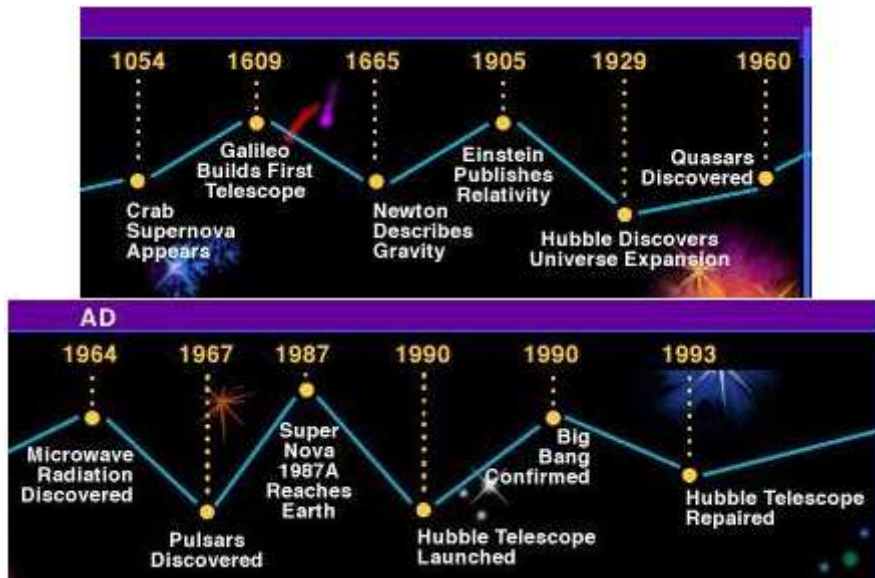 1054
1609
1665
1905
1929
1960
Crab
Supernova
Appears
Galileo
Builds First
Telescope
Newton
Describes
Gravity
Einstein
Publishes
Relativity
Hubble Discovers
Universe Expansion
Quasars
Discovered
AD
1964
1967
1987
1990
1990
1993
Microwave
Radiation
Discovered
Pulsars
Discovered
Super
Nova
1987A
Reaches
Earth
Hubble Telescope
Launched
Big
Bang
Confirmed
Hubble Telescope
Repaired